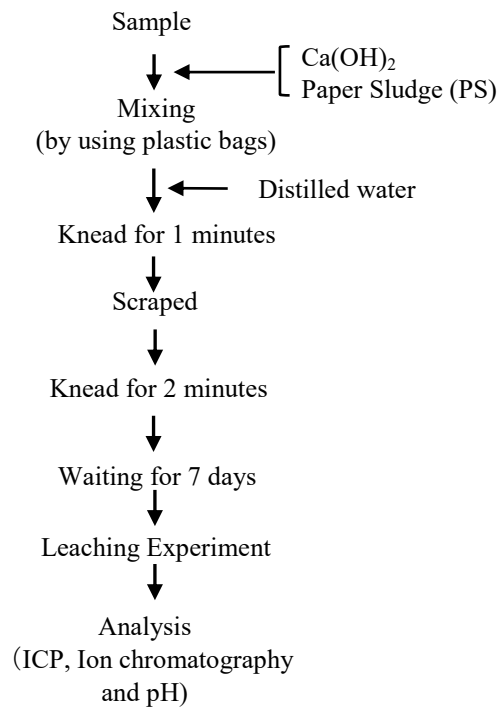 Sample
Ca(OH)₂
Paper Sludge (PS)
Mixing
(by using plastic bags)
Distilled water
Knead for 1 minutes
Scraped
Knead for 2 minutes
Waiting for 7 days
Leaching Experiment
Analysis
（ICP, Ion chromatography
and pH)